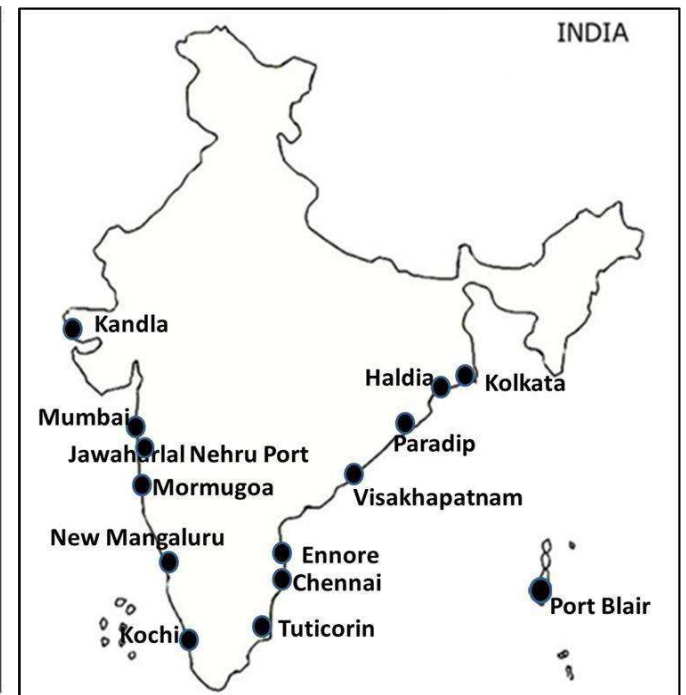 INDIA
Kandla
Haldia
Kolkata
Mumbai
Paradip
Jawaharlal Nehru Port
Mormugoa
Visakhapatnam
New Mangaluru
Ennore
Chennai
Port Blair
Kochi
Tuticorin